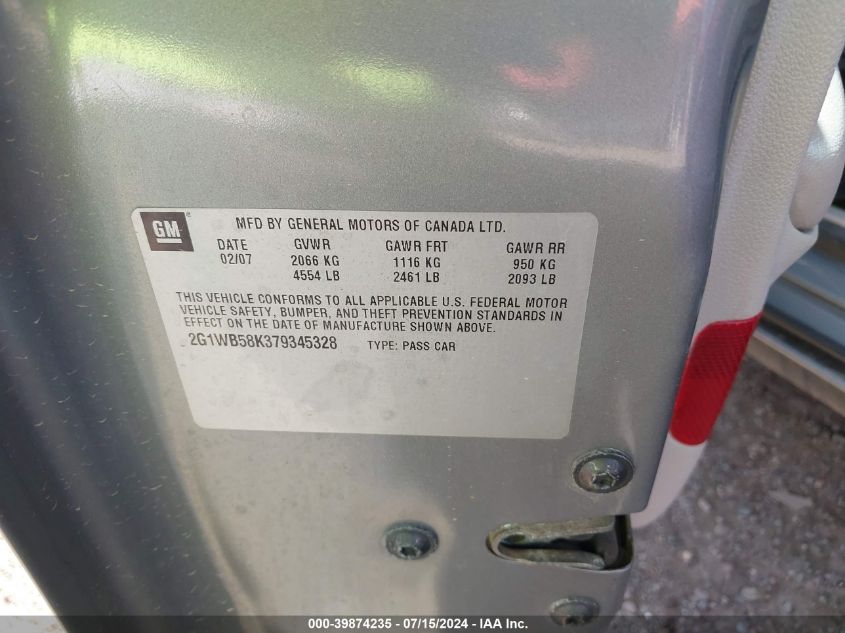 GM
MFD BY GENERAL MOTORS OF CANADA LTD.
DATE GVWR GAWR FRT GAWR RR
02/07 2066 KG 1116 KG 950 KG
4554 LB 2461 LB 2093 LB
THIS VEHICLE CONFORMS TO ALL APPLICABLE U.S. FEDERAL MOTOR
VEHICLE SAFETY, BUMPER, AND THEFT PREVENTION STANDARDS IN
EFFECT ON THE DATE OF MANUFACTURE SHOWN ABOVE.
2G1WB58K379345328 TYPE: PASS CAR
000-39874235 - 07/15/2024 - IAA Inc.